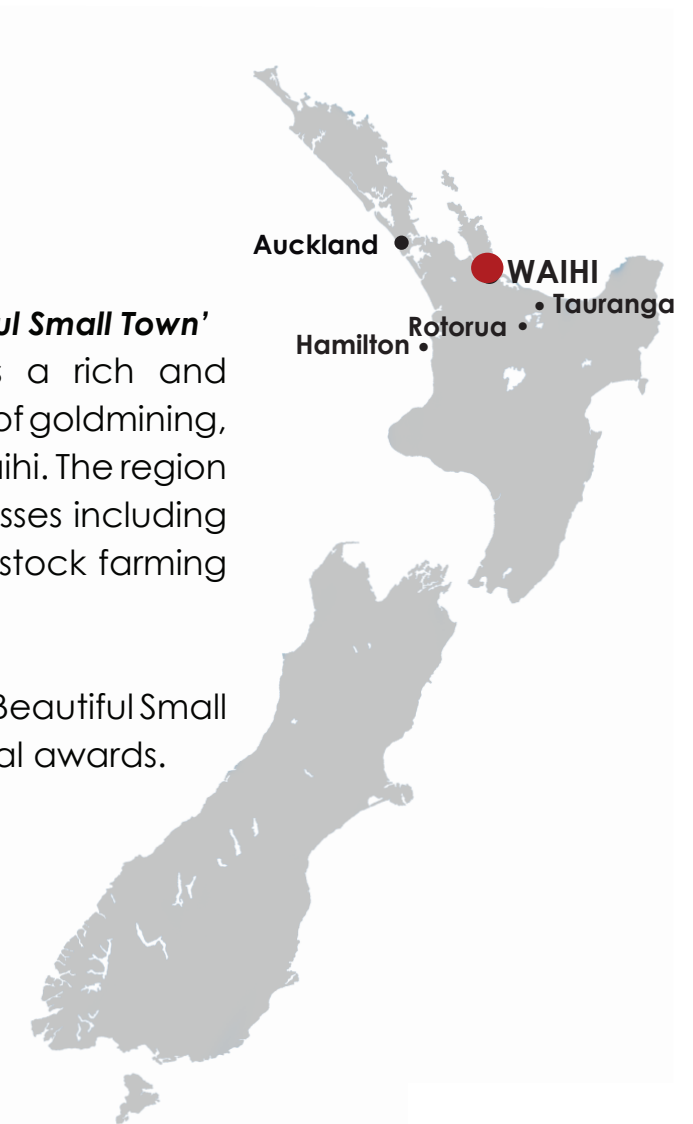 Auckland
WAIHI
Tauranga
Rotorua
Hamilton
ul Small Town’
s a rich and
of goldmining,
aihi. The region
sses including
stock farming
Beautiful Small
al awards.